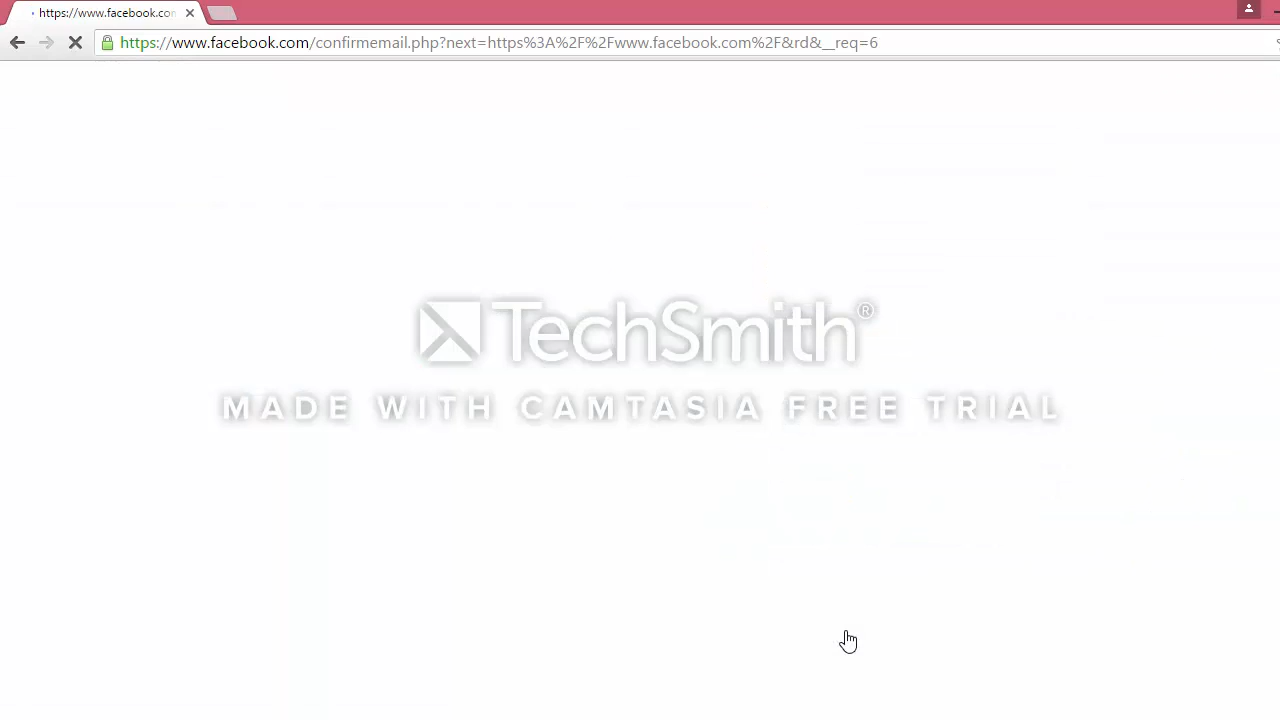 https://www.facebook.con
https://www.facebook.com/confirmemail.php?next=https%3A%2F%2Fwww.facebook.com%2F&rd&__req=6
TechSmith®
MADE WITH CAMTASIA FREE TRIAL